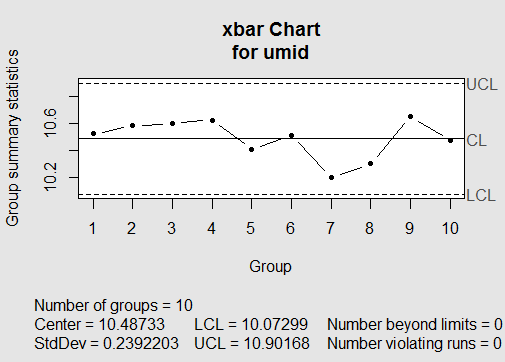 xbar Chart
for umid
Group summary statistics
10.6
10.2
UCL
CL
LCL
1 2 3 4 5 6 7 8 9 10
Group
Number of groups = 10
Center = 10.48733 LCL = 10.07299 Number beyond limits = 0
StdDev = 0.2392203 UCL = 10.90168 Number violating runs = 0